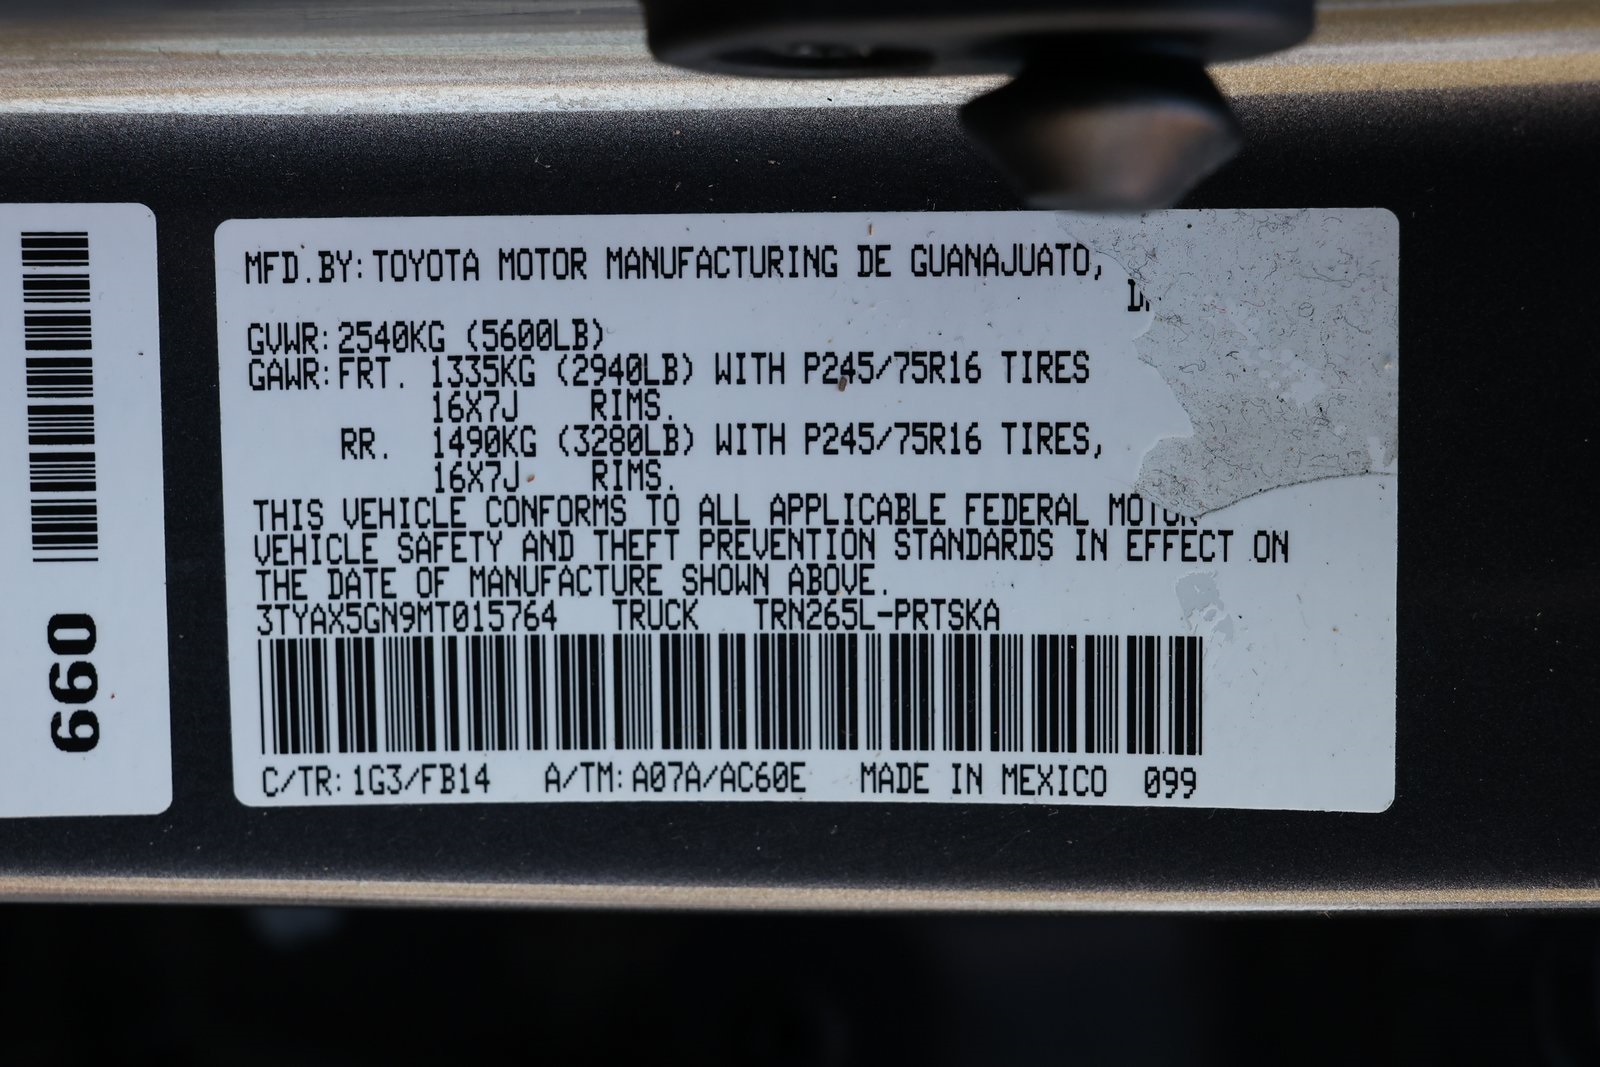 MFD.BY:TOYOTA MOTOR MANUFACTURING DE GUANAJUATO,
GVWR:2540KG (5600LB)
GAWR:FRT. 1335KG (2940LB) WITH P245/75R16 TIRES
16X7J RIMS.
RR. 1490KG (3280LB) WITH P245/75R16 TIRES,
16X7J RIMS.
THIS VEHICLE CONFORMS TO ALL APPLICABLE FEDERAL MOTOR
VEHICLE SAFETY AND THEFT PREVENTION STANDARDS IN EFFECT ON
THE DATE OF MANUFACTURE SHOWN ABOVE.
3TYAX5GN9MT015764 TRUCK TRN265L-PRTSKA
C/TR:1G3/FB14 A/TM:A07A/AC60E MADE IN MEXICO 099
660